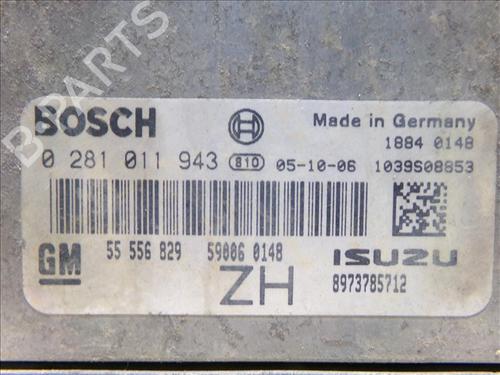 B-PARTS
BOSCH
Made in Germany
1884 0148
0 281 011 943 810 05-10-06 1039S08853
55 556 829 59006 0148
GM ISUZU
ZH 8973785712